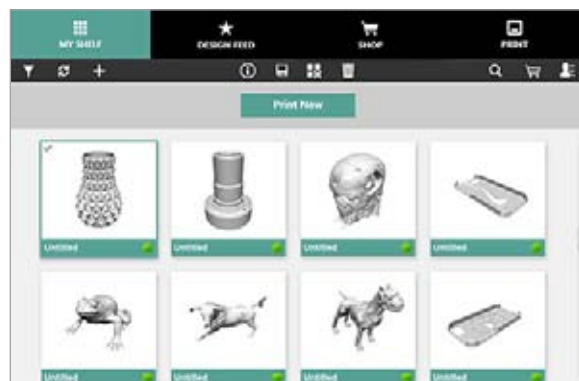 MY SHELF
DESIGN FEED
SHOP
PRINT
Print New
Untitled
Untitled
Untitled
Untitled
Untitled
Untitled
Untitled
Untitled